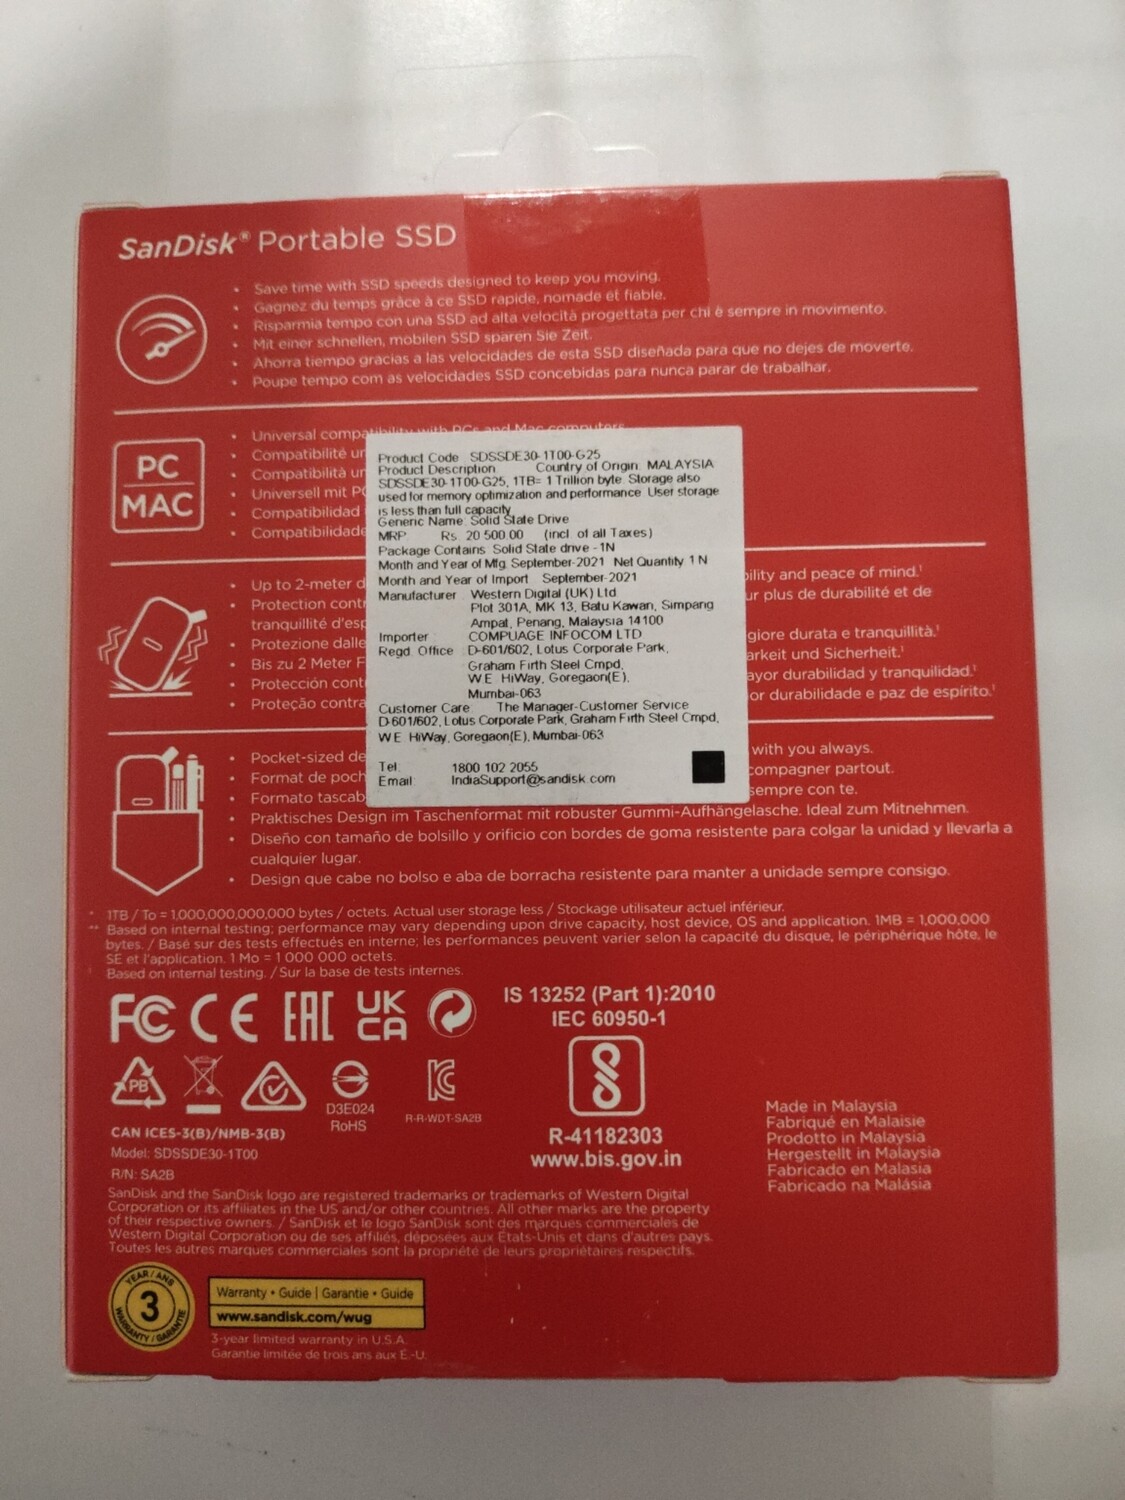 SanDisk® Portable SSD
• Save time with SSD speeds designed to keep you moving.
• Gagnez du temps grâce à ce SSD rapide, nomade et fiable.
• Risparmia tempo con una SSD ad alta velocità progettata per chi è sempre in movimento.
• Mit einer schnellen, mobilen SSD sparen Sie Zeit.
• Ahorra tiempo gracias a las velocidades de esta SSD diseñada para que no dejes de moverte.
• Poupe tempo com as velocidades SSD concebidas para nunca parar de trabalhar.
PC
MAC
• Universal compatibility with PCs and Mac computers
• Compatibilité
• Compatibilità
• Universell mit
• Compatibilidad
• Compatibilidade
Product Code SDSSDE30-1T00-G25
Product Description Country of Origin MALAYSIA
SDSSDE30-1T00-G25, 1TB= 1 Trillion byte. Storage also
used for memory optimization and performance User storage
is less than full capacity
Generic Name: Solid State Drive
MRP Rs. 20 500.00 (incl of all Taxes)
Package Contains Solid State drive - 1N
Month and Year of Mfg September-2021 Net Quantity 1 N
Month and Year of Import September-2021
Manufacturer Western Digital (UK) Ltd
Plot 301A, MK 13, Batu Kawan, Simpang
Ampat, Penang, Malaysia 14100
Importer : COMPUAGE INFOCOM LTD
Regd. Office : D-601/602, Lotus Corporate Park,
Graham Firth Steel Cmpd,
W E HiWay, Goregaon(E),
Mumbai-063
Customer Care The Manager-Customer Service
D-601/602, Lotus Corporate Park, Graham Firth Steel Cmpd,
W E HiWay, Goregaon(E), Mumbai-063
Tel: 1800 102 2055
Email: IndiaSupport@sandisk.com
• Up to 2-meter
and peace of mind.¹
• Protection
plus de durabilité et de
tranquillité
• Protezione dalle
durata e tranquillità.¹
• Bis zu 2 Meter
und Sicherheit.¹
• Protección
durabilidad y tranquilidad.¹
• Proteção
or durabilidade e paz de espírito.¹
• Pocket-sized
with you always.
• Format de
partout.
• Formato
sempre con te.
• Praktisches Design im Taschenformat mit robuster Gummi-Aufhängelasche. Ideal zum Mitnehmen.
• Diseño con tamaño de bolsillo y orificio con bordes de goma resistente para colgar la unidad y llevarla a
cualquier lugar.
• Design que cabe no bolso e aba de borracha resistente para manter a unidade sempre consigo.
* 1TB / To = 1,000,000,000,000 bytes / octets. Actual user storage less / Stockage utilisateur actuel inférieur.
** Based on internal testing; performance may vary depending upon drive capacity, host device, OS and application. 1MB = 1,000,000
bytes. / Basé sur des tests effectués en interne; les performances peuvent varier selon la capacité du disque, le périphérique hôte, le
SE et l'application. 1 Mo = 1 000 000 octets.
Based on internal testing. / Sur la base de tests internes.
FC CE EAC UK CA
IS 13252 (Part 1):2010
IEC 60950-1
PB
D3E024
RoHS
R-R-WDT-SA2B
R-41182303
www.bis.gov.in
CAN ICES-3(B)/NMB-3(B)
Model: SDSSDE30-1T00
R/N: SA2B
Made in Malaysia
Fabriqué en Malaisie
Prodotto in Malaysia
Hergestellt in Malaysia
Fabricado en Malasia
Fabricado na Malásia
SanDisk and the SanDisk logo are registered trademarks or trademarks of Western Digital
Corporation or its affiliates in the US and/or other countries. All other marks are the property
of their respective owners. / SanDisk et le logo SanDisk sont des marques commerciales de
Western Digital Corporation ou de ses affiliés, déposées aux États-Unis et dans d'autres pays.
Toutes les autres marques commerciales sont la propriété de leurs propriétaires respectifs.
YEAR / ANS
3
WARRANTY / GARANTIE
Warranty • Guide | Garantie • Guide
www.sandisk.com/wug
3-year limited warranty in U.S.A.
Garantie limitée de trois ans aux É.-U.